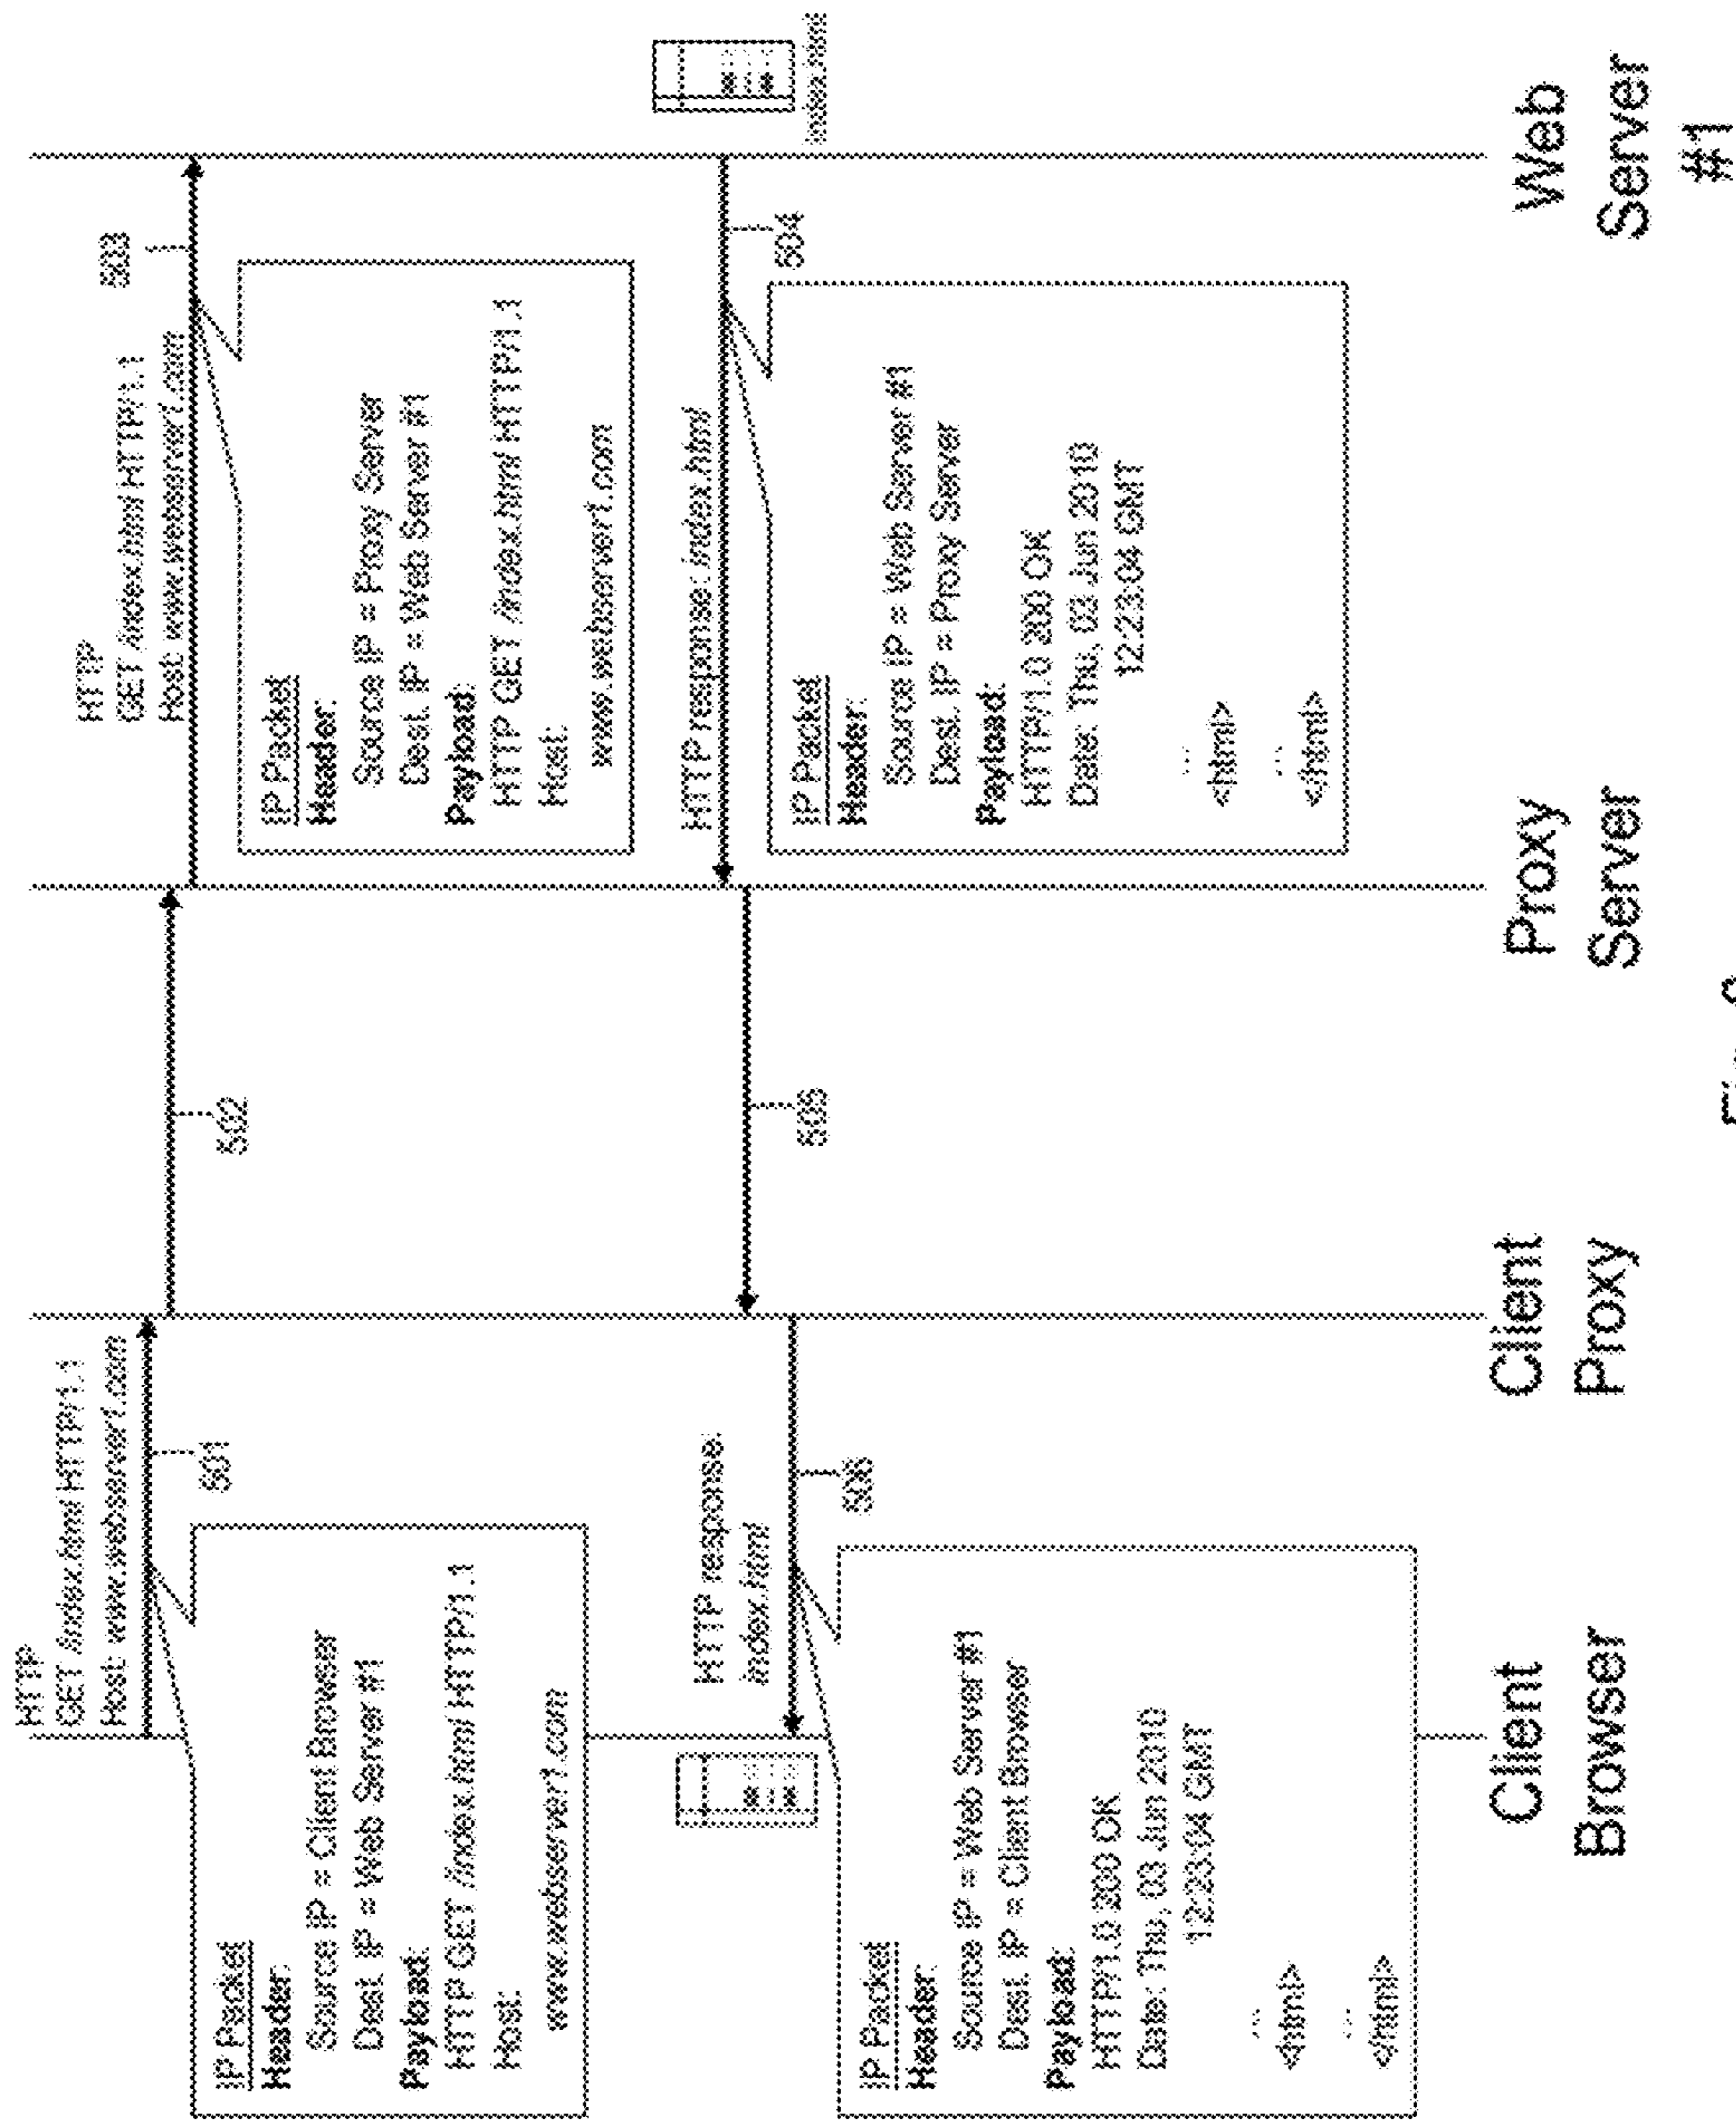 HTTP
GET /index.html HTTP/1.1
Host: www.webserver1.com
501
IP Packet
Header:
Source IP = Client Browser
Dest. IP = Web Server #1
Payload:
HTTP GET /index.html HTTP/1.1
Host:
www.webserver1.com
502
HTTP
GET /index.html HTTP/1.1
Host: www.webserver1.com
503
IP Packet
Header:
Source IP = Proxy Server
Dest. IP = Web Server #1
Payload:
HTTP GET /index.html HTTP/1.1
Host:
www.webserver1.com
index.html
HTTP response: index.html
504
IP Packet
Header:
Source IP = Web Server #1
Dest. IP = Proxy Server
Payload:
HTTP/1.0 200 OK
Date: Thu, 03 Jun 2010
12:23:04 GMT
...
<html>
...
</html>
505
HTTP response:
index.html
506
IP Packet
Header:
Source IP = Web Server #1
Dest. IP = Client Browser
Payload:
HTTP/1.0 200 OK
Date: Thu, 03 Jun 2010
12:23:04 GMT
...
<html>
...
</html>
Client
Browser
Client
Proxy
Proxy
Server
Web
Server
#1